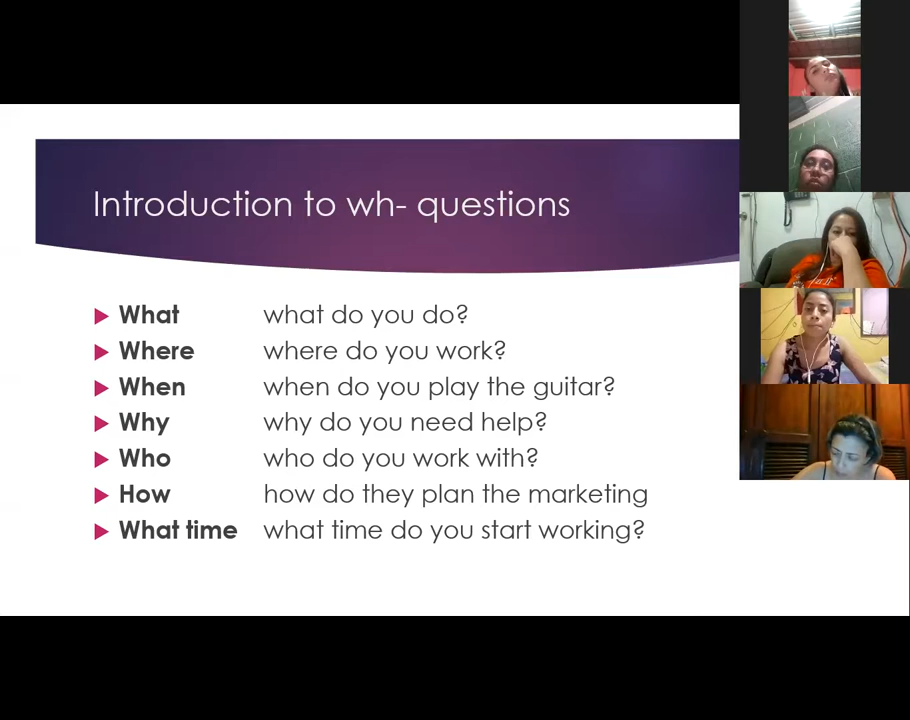 Introduction to wh- questions
What what do you do?
Where where do you work?
When when do you play the guitar?
Why why do you need help?
Who who do you work with?
How how do they plan the marketing
What time what time do you start working?